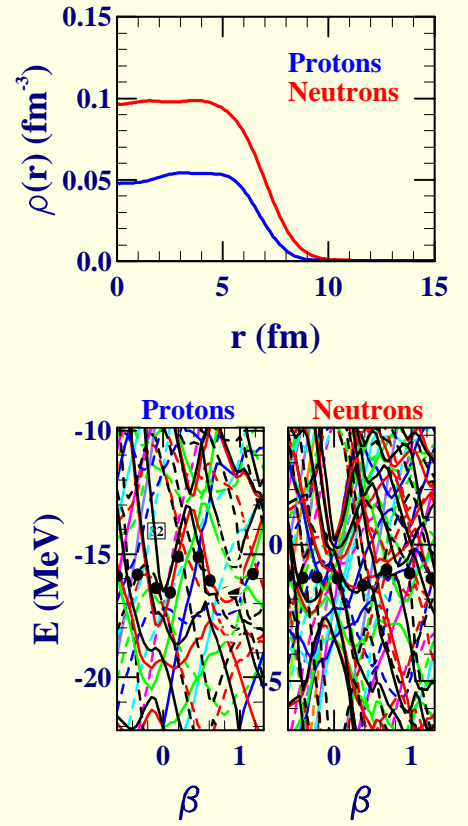 0.15
Protons
Neutrons
0.1
0.05
0.0
ρ(r) (fm⁻³)
0 5 10 15
r (fm)
Protons Neutrons
-10
-15
-20
E (MeV)
82
0
-5
0 1 0 1
β β